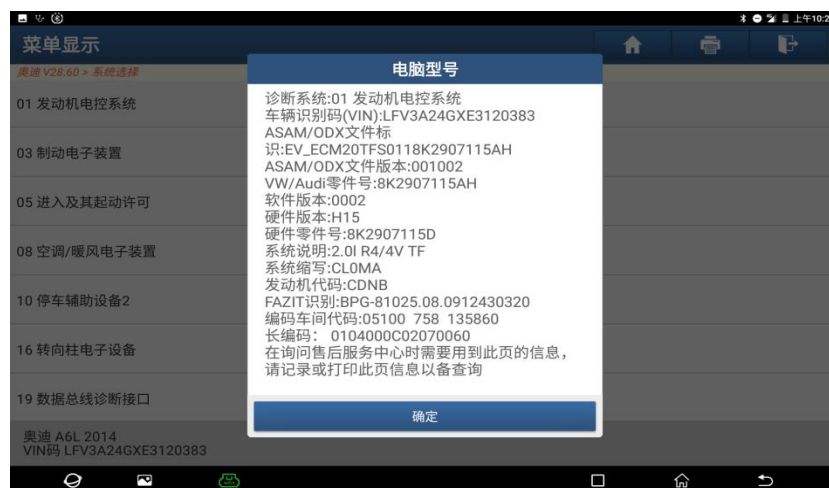 上午10:2
菜单显示
奥迪 V28.60 > 系统选择
01 发动机电控系统
03 制动电子装置
05 进入及其起动许可
08 空调/暖风电子装置
10 停车辅助设备2
16 转向柱电子设备
19 数据总线诊断接口
奥迪 A6L 2014
VIN码 LFV3A24GXE3120383
电脑型号
诊断系统:01 发动机电控系统
车辆识别码(VIN):LFV3A24GXE3120383
ASAM/ODX文件标
识:EV_ECM20TFS0118K2907115AH
ASAM/ODX文件版本:001002
VW/Audi零件号:8K2907115AH
软件版本:0002
硬件版本:H15
硬件零件号:8K2907115D
系统说明:2.0l R4/4V TF
系统缩写:CL0MA
发动机代码:CDNB
FAZIT识别:BPG-81025.08.0912430320
编码车间代码:05100 758 135860
长编码： 0104000C02070060
在询问售后服务中心时需要用到此页的信息，
请记录或打印此页信息以备查询
确定